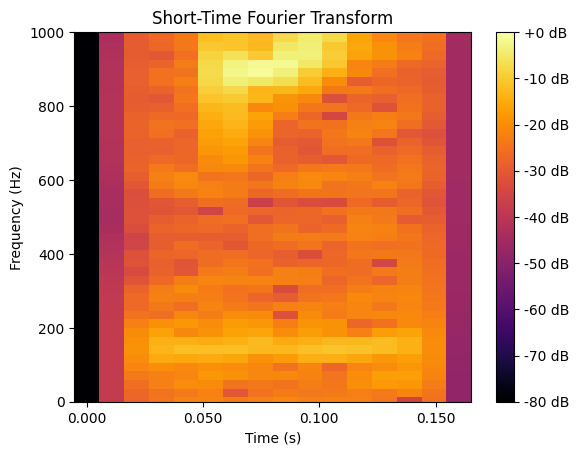 Short-Time Fourier Transform
1000
800
600
400
200
0
Frequency (Hz)
0.000
0.050
0.100
0.150
Time (s)
+0 dB
-10 dB
-20 dB
-30 dB
-40 dB
-50 dB
-60 dB
-70 dB
-80 dB